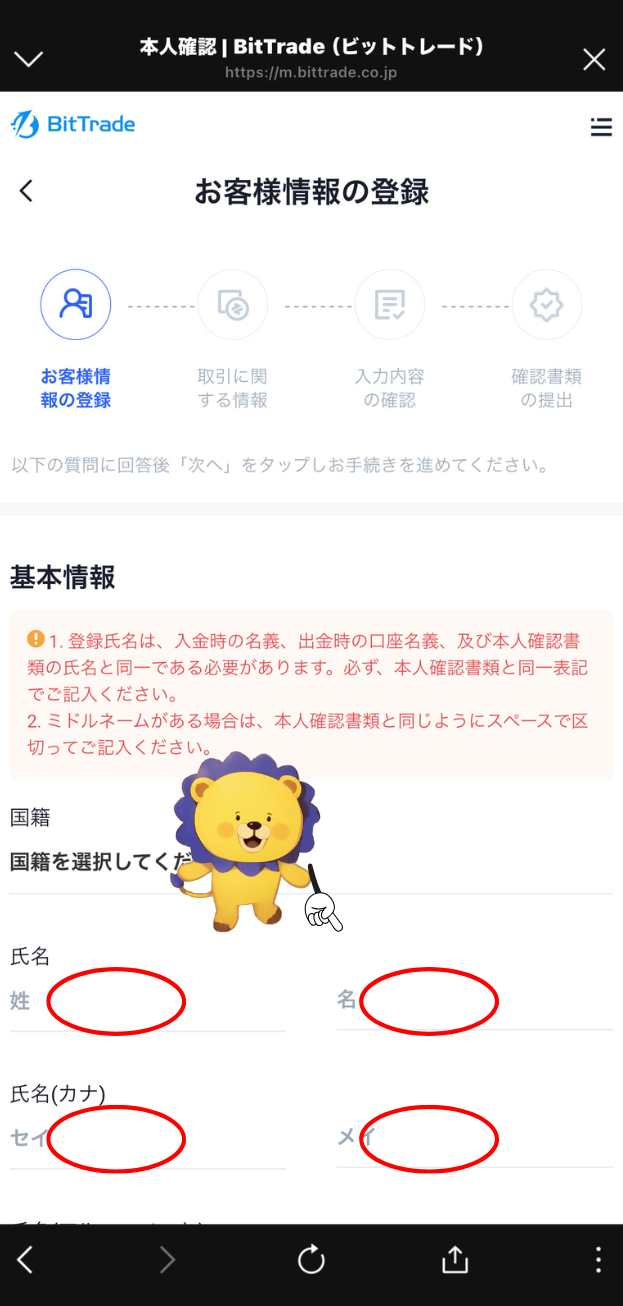 本人確認 | BitTrade（ビットトレード）
https://m.bittrade.co.jp
BitTrade
お客様情報の登録
お客様情
報の登録
取引に関
する情報
入力内容
の確認
確認書類
の提出
以下の質問に回答後「次へ」をタップしお手続きを進めてください。
基本情報
1. 登録氏名は、入金時の名義、出金時の口座名義、及び本人確認書
類の氏名と同一である必要があります。必ず、本人確認書類と同一表記
でご記入ください。
2. ミドルネームがある場合は、本人確認書類と同じようにスペースで区
切ってご記入ください。
国籍
国籍を選択してくだ
氏名
姓
名
氏名(カナ)
セイ
メイ